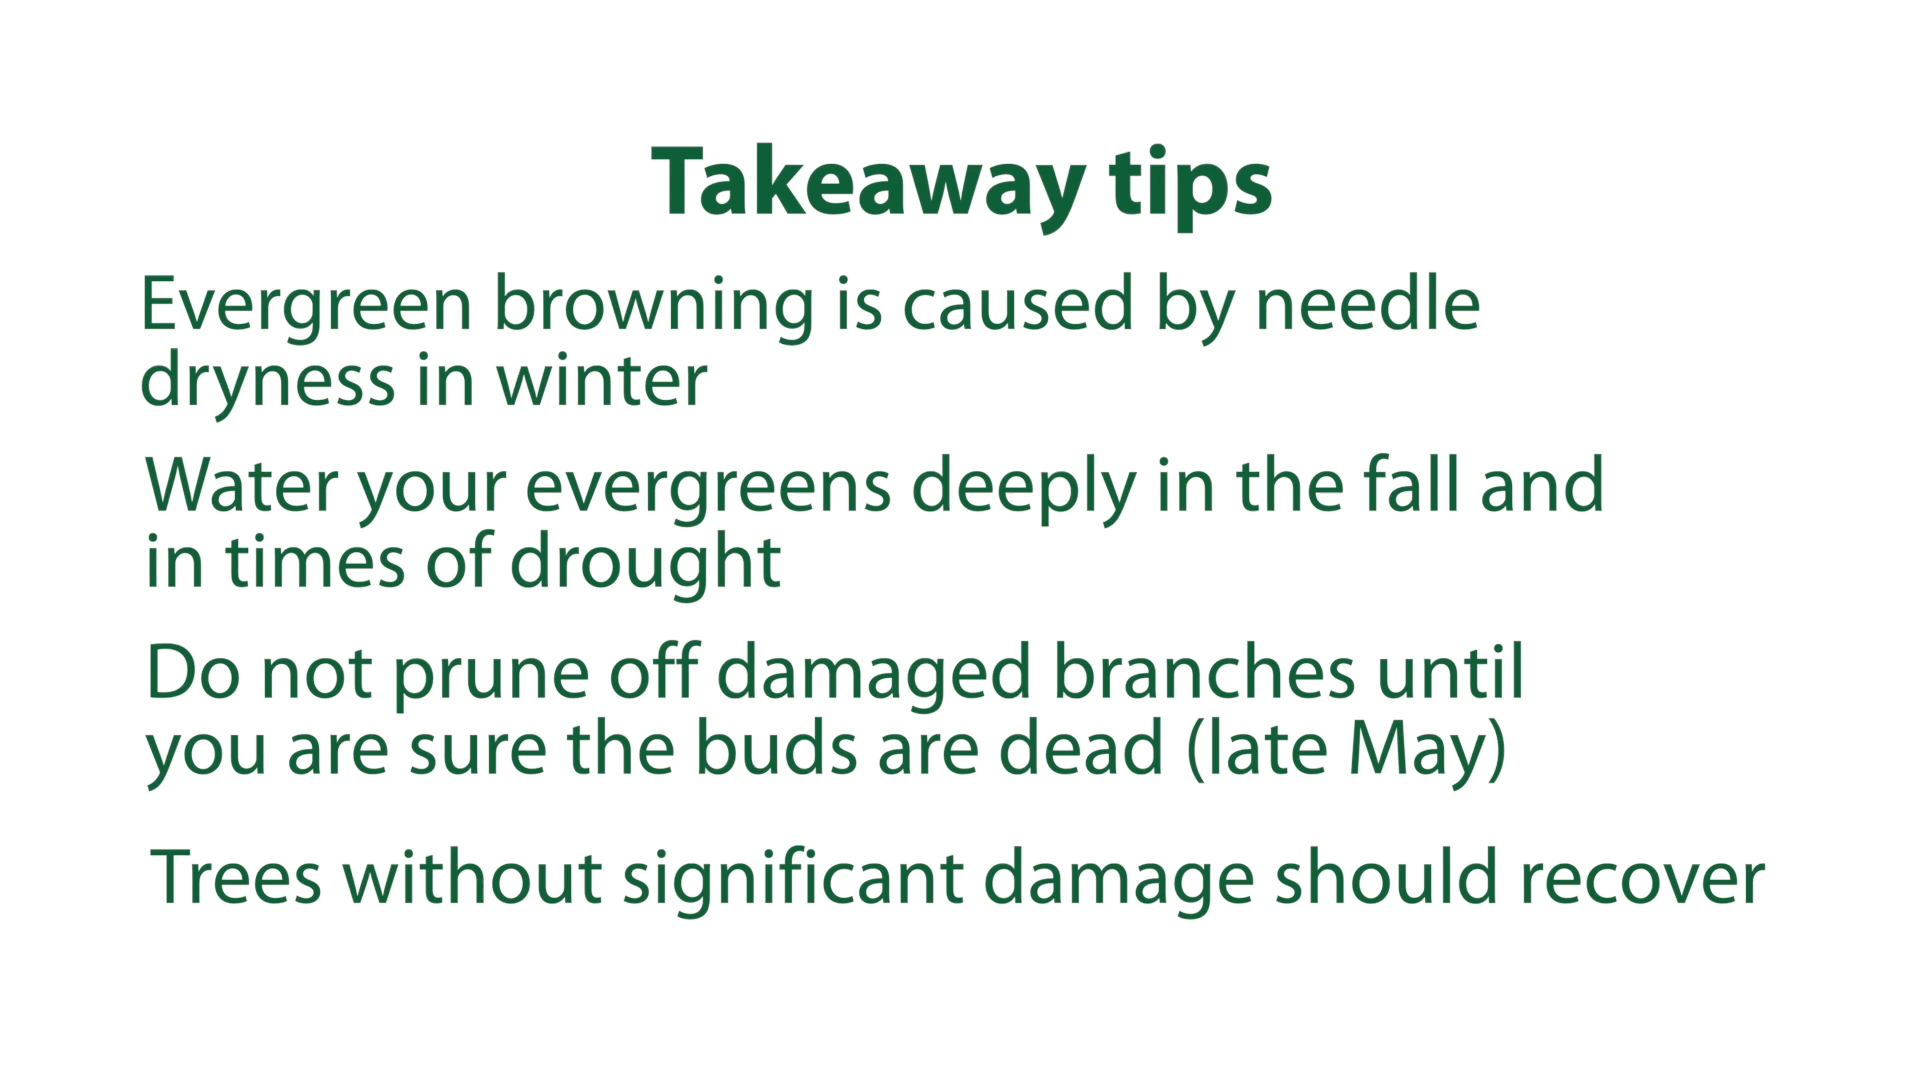 Takeaway tips
Evergreen browning is caused by needle
dryness in winter
Water your evergreens deeply in the fall and
in times of drought
Do not prune off damaged branches until
you are sure the buds are dead (late May)
Trees without significant damage should recover